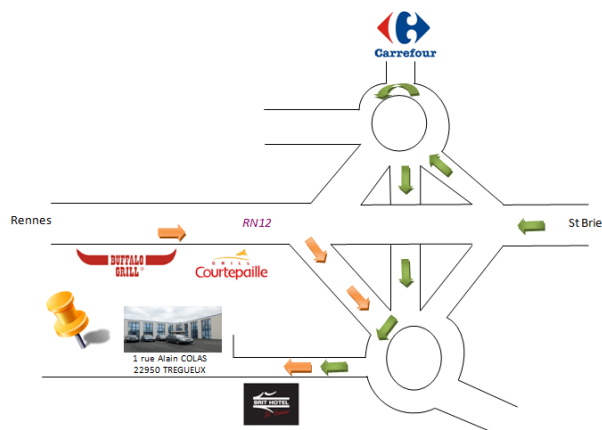 Carrefour
Rennes
RN12
St Brie
BUFFALO
GRILL
GRILL
Courtepaille
1 rue Alain COLAS
22950 TREGUEUX
BRIT HOTEL